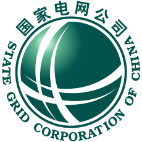 国家电网公司
STATE GRID CORPORATION OF CHINA